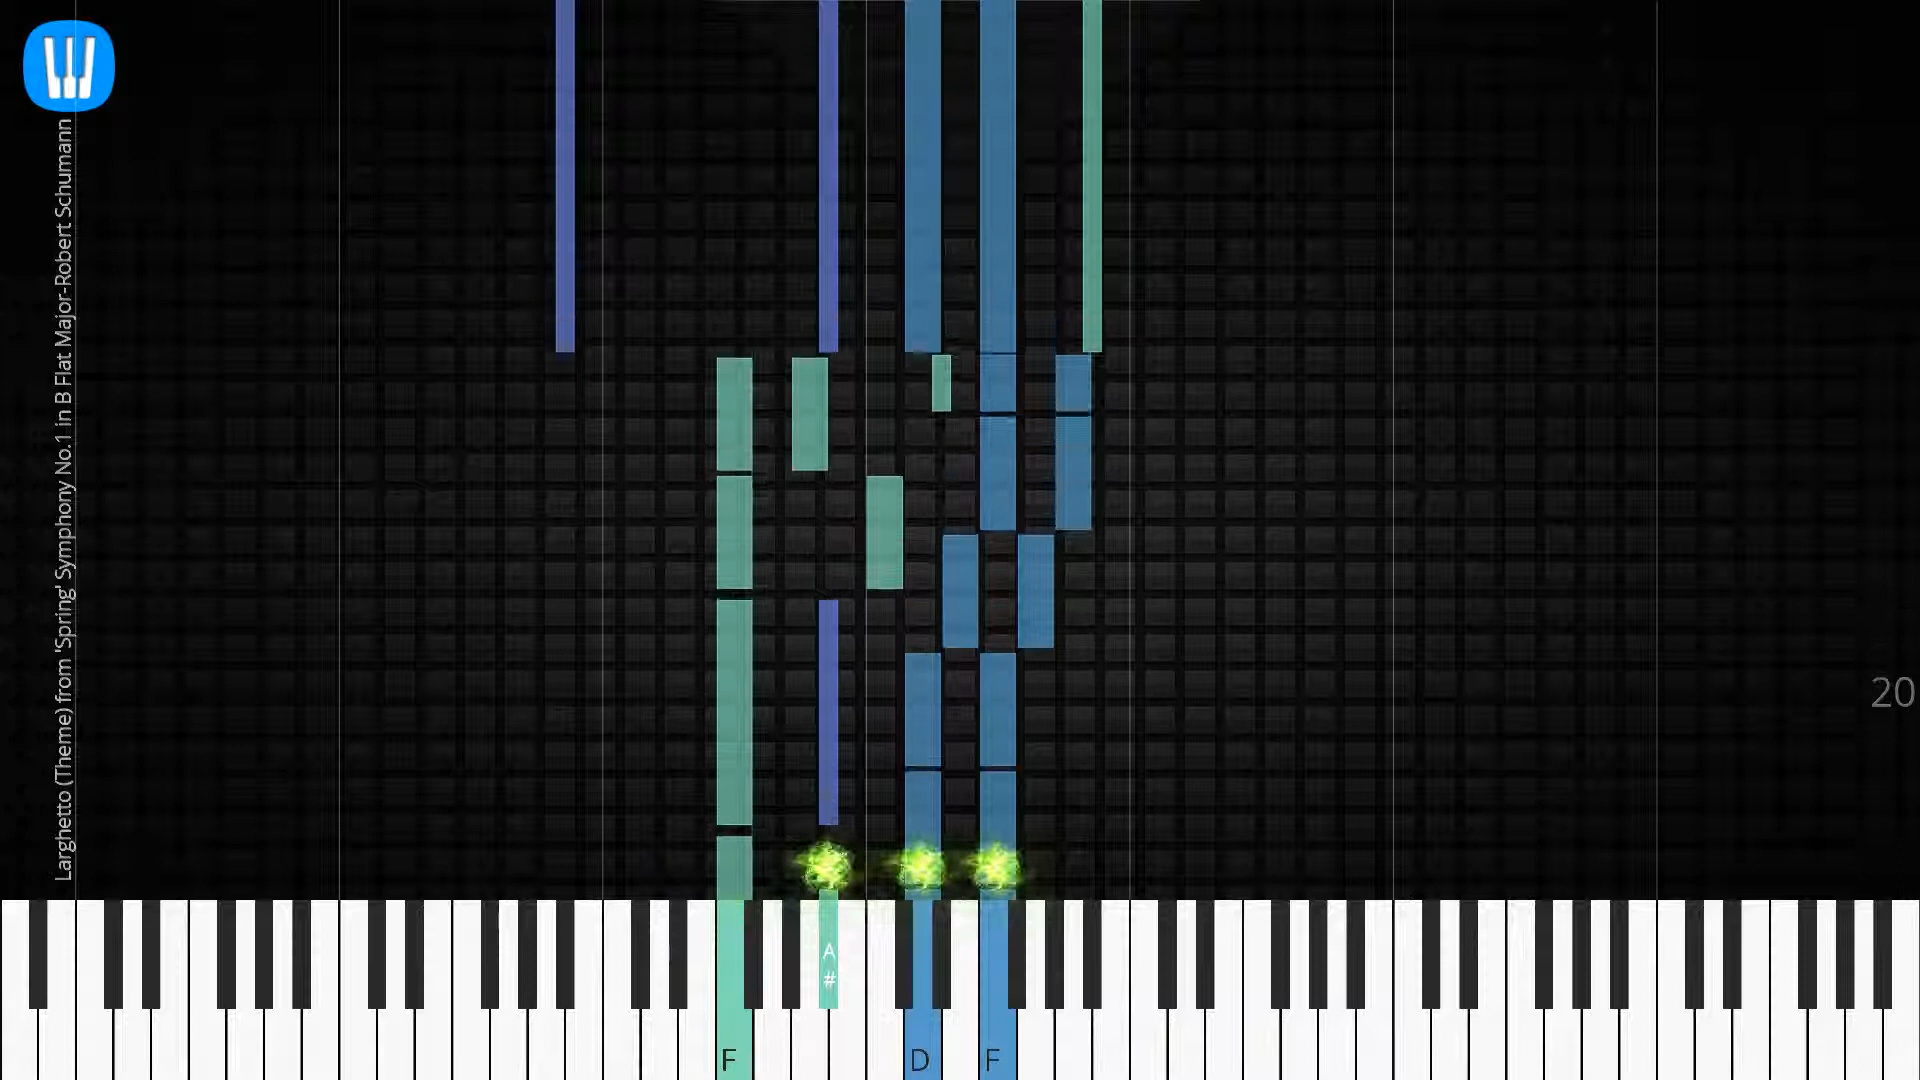 Larghetto (Theme) from 'Spring' Symphony No.1 in B Flat Major-Robert Schumann
20
A
#
F
D
F